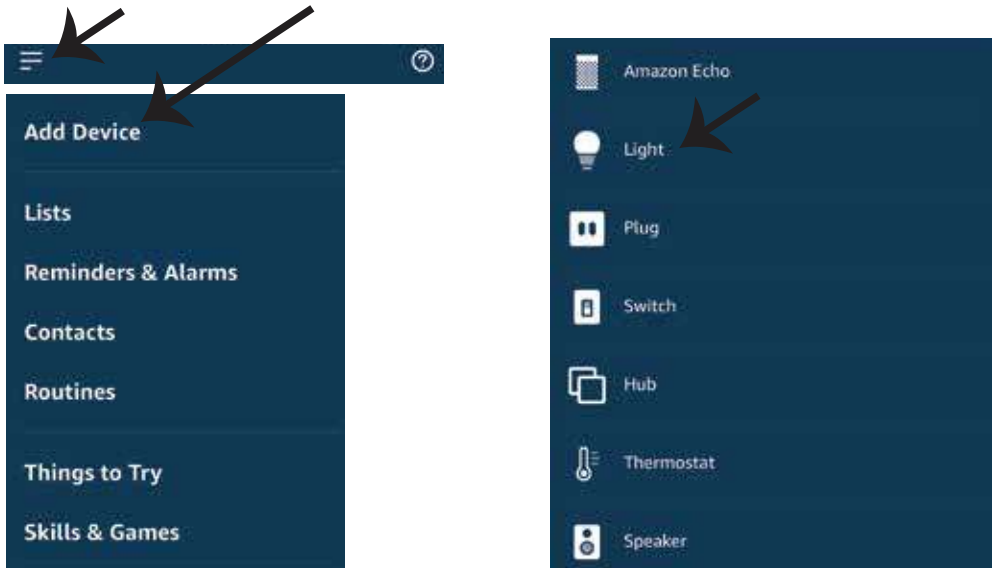 Add Device
Lists
Reminders & Alarms
Contacts
Routines
Things to Try
Skills & Games
Amazon Echo
Light
Plug
Switch
Hub
Thermostat
Speaker